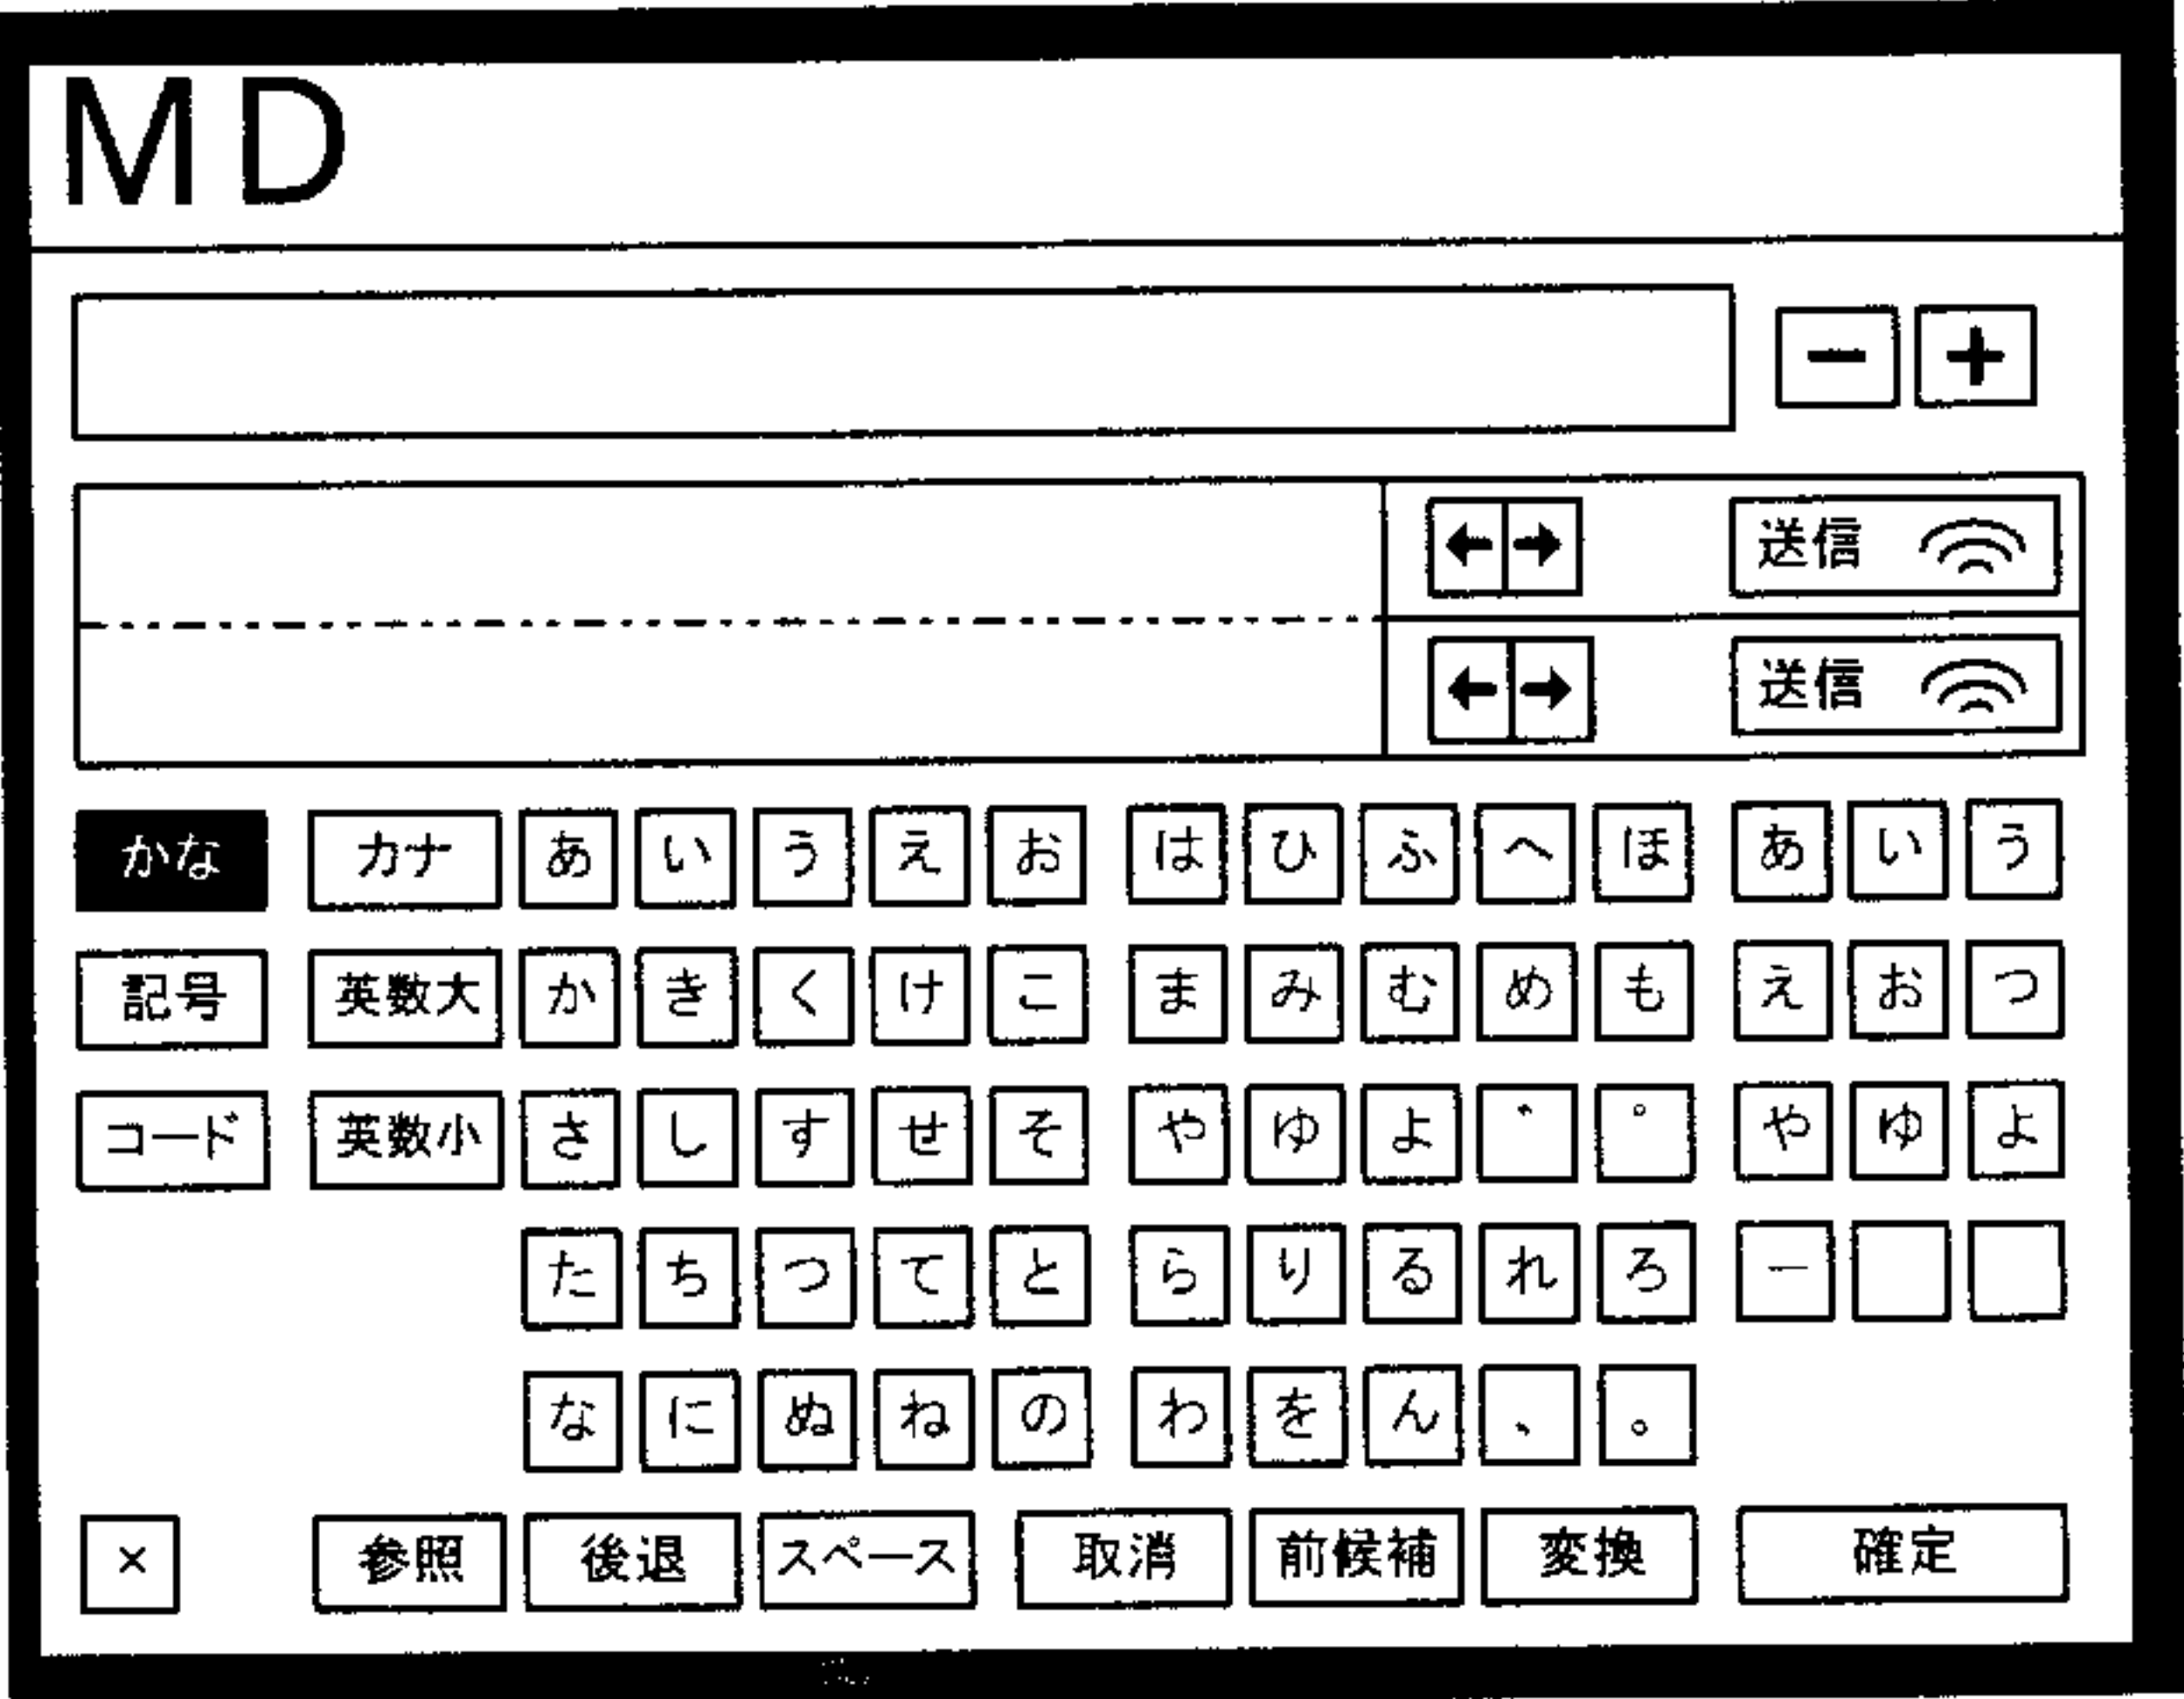 MD
− +
← → 送信
← → 送信
かな カナ あ い う え お は ひ ふ へ ほ あ い う
記号 英数大 か き く け こ ま み む め も え お つ
コード 英数小 さ し す せ そ や ゆ よ ゛ ゜ や ゆ よ
た ち つ て と ら り る れ ろ ー
な に ぬ ね の わ を ん 、 。
× 参照 後退 スペース 取消 前候補 変換 確定